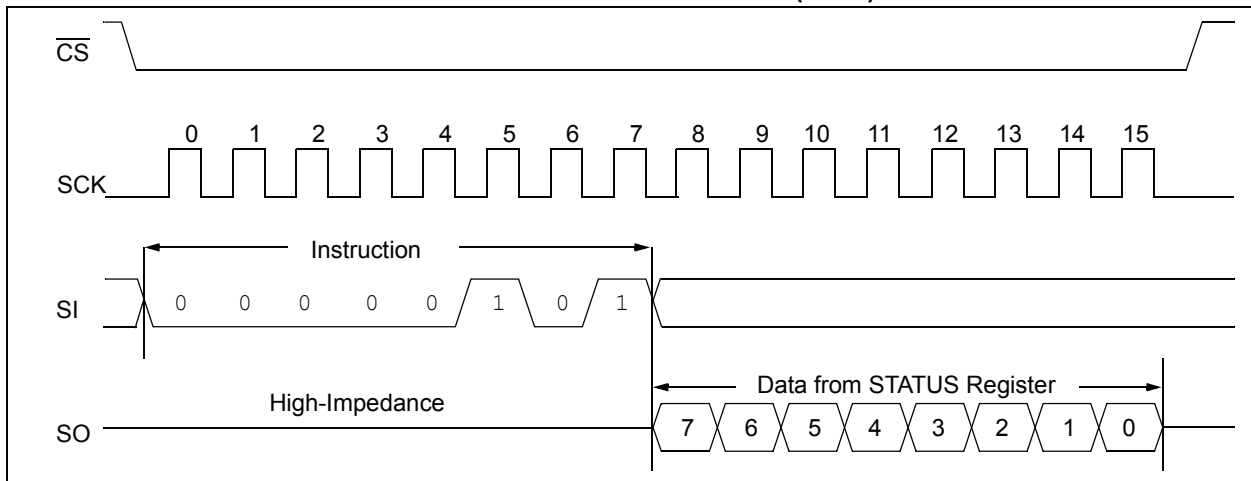 CS
0 1 2 3 4 5 6 7 8 9 10 11 12 13 14 15
SCK
Instruction
SI 0 0 0 0 0 1 0 1
Data from STATUS Register
High-Impedance
SO 7 6 5 4 3 2 1 0